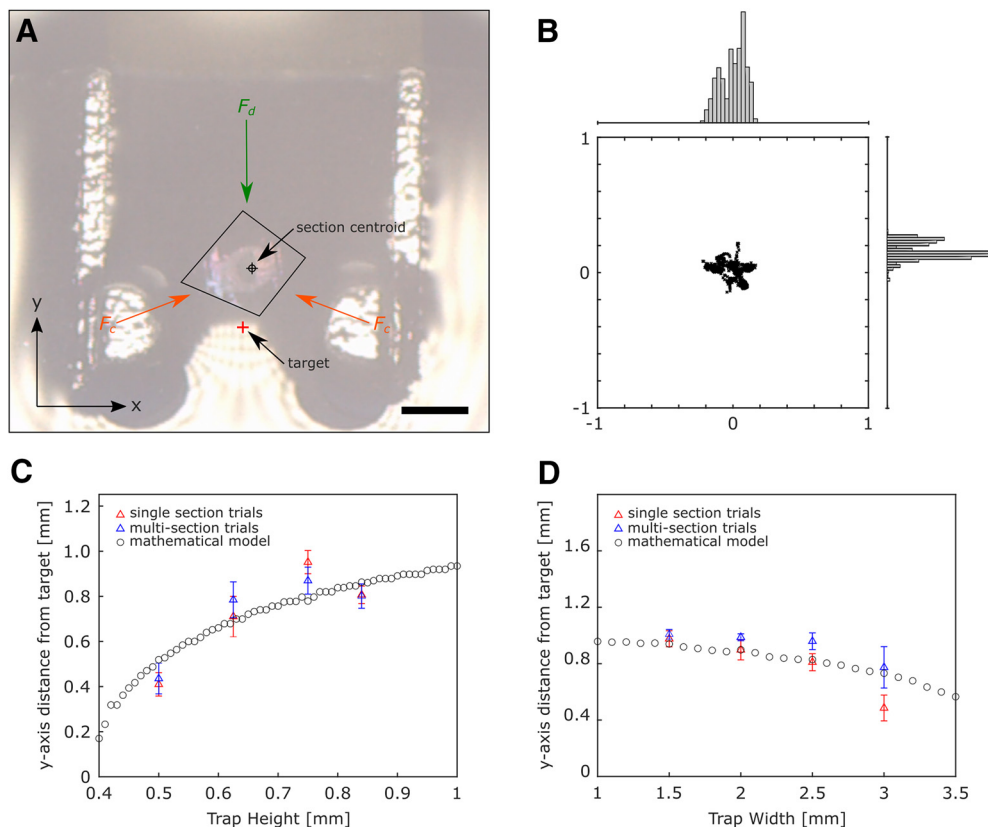 A
F_d
section centroid
F_c
F_c
target
y
x
B
1
0
-1
-1
0
1
C
y-axis distance from target [mm]
1.2
1.0
0.8
0.6
0.4
0.2
0
single section trials
multi-section trials
mathematical model
0.4
0.5
0.6
0.7
0.8
0.9
1
Trap Height [mm]
D
y-axis distance from target [mm]
1.6
1.2
0.8
0.4
0
single section trials
multi-section trials
mathematical model
1
1.5
2
2.5
3
3.5
Trap Width [mm]